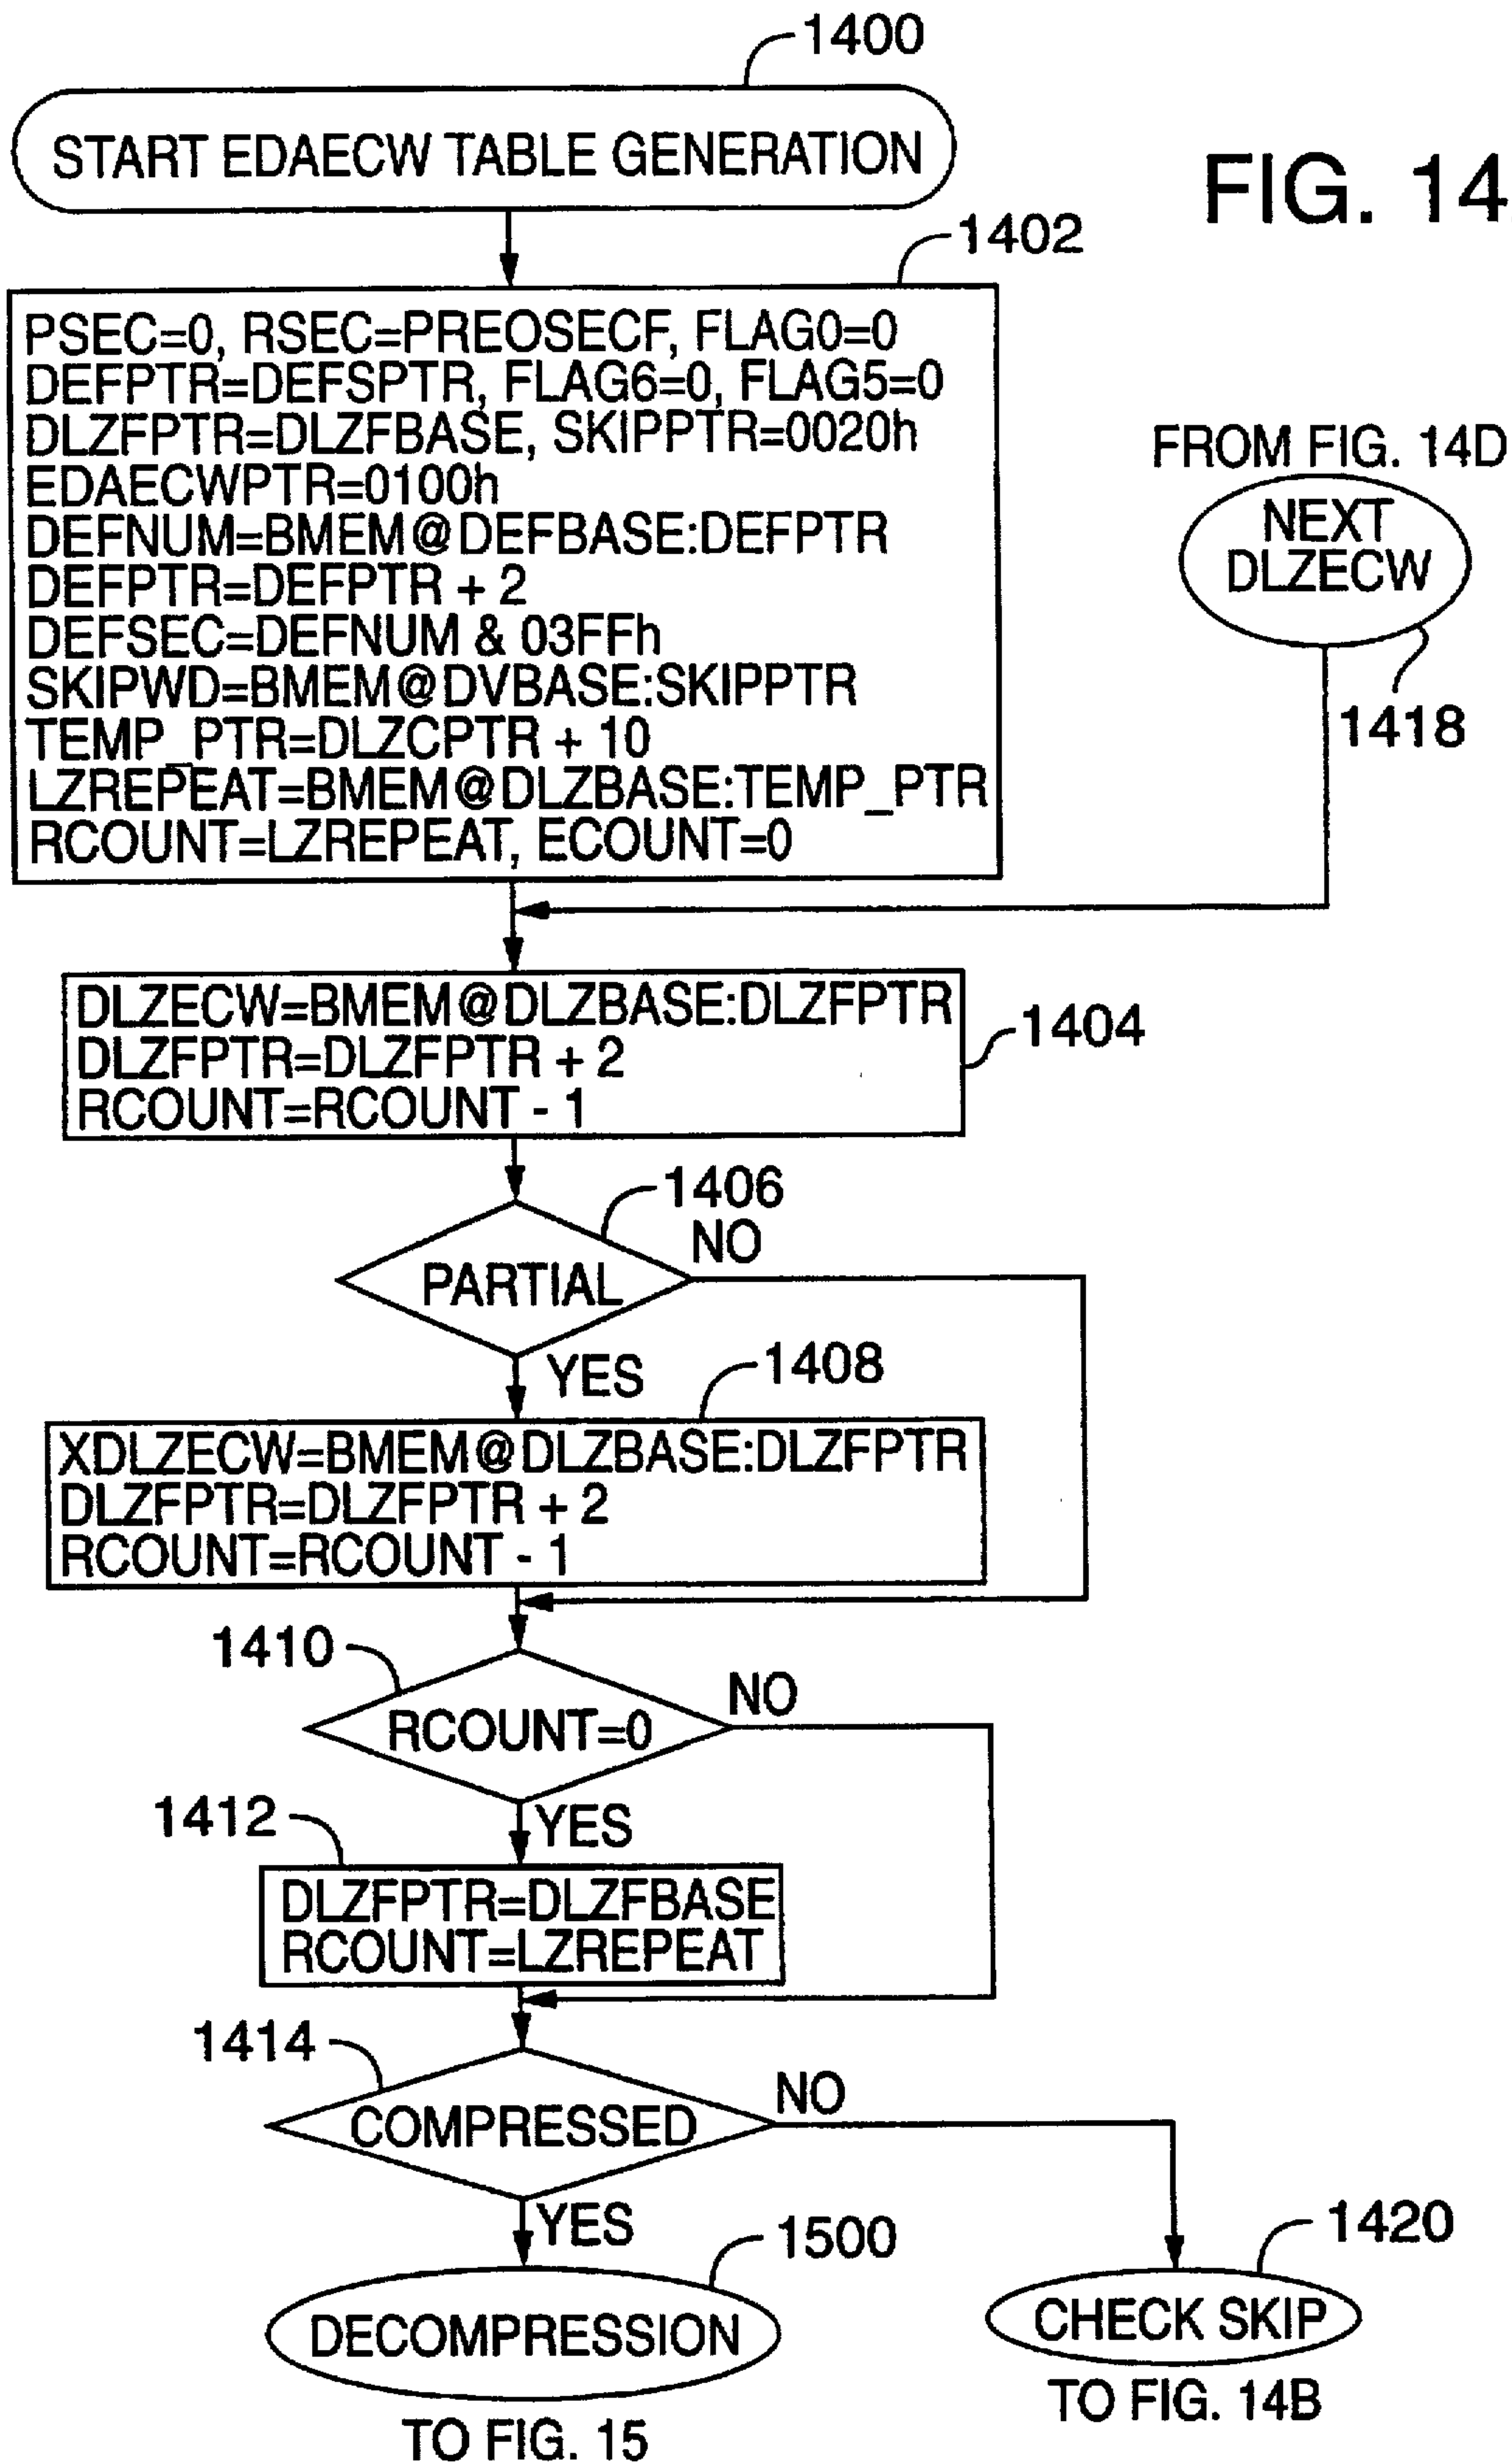 1400
START EDAECW TABLE GENERATION
FIG. 14
1402
PSEC=0, RSEC=PREOSECF, FLAG0=0
DEFPTR=DEFSPTR, FLAG6=0, FLAG5=0
DLZFPTR=DLZFBASE, SKIPPTR=0020h
EDAECWPTR=0100h
DEFNUM=BMEM@DEFBASE:DEFPTR
DEFPTR=DEFPTR + 2
DEFSEC=DEFNUM & 03FFh
SKIPWD=BMEM@DVBASE:SKIPPTR
TEMP_PTR=DLZCPTR + 10
LZREPEAT=BMEM@DLZBASE:TEMP_PTR
RCOUNT=LZREPEAT, ECOUNT=0
FROM FIG. 14D
NEXT
DLZECW
1418
DLZECW=BMEM@DLZBASE:DLZFPTR
DLZFPTR=DLZFPTR + 2
RCOUNT=RCOUNT - 1
1404
1406
NO
PARTIAL
YES
1408
XDLZECW=BMEM@DLZBASE:DLZFPTR
DLZFPTR=DLZFPTR + 2
RCOUNT=RCOUNT - 1
1410
NO
RCOUNT=0
YES
1412
DLZFPTR=DLZFBASE
RCOUNT=LZREPEAT
1414
NO
COMPRESSED
YES
1500
1420
DECOMPRESSION
CHECK SKIP
TO FIG. 15
TO FIG. 14B